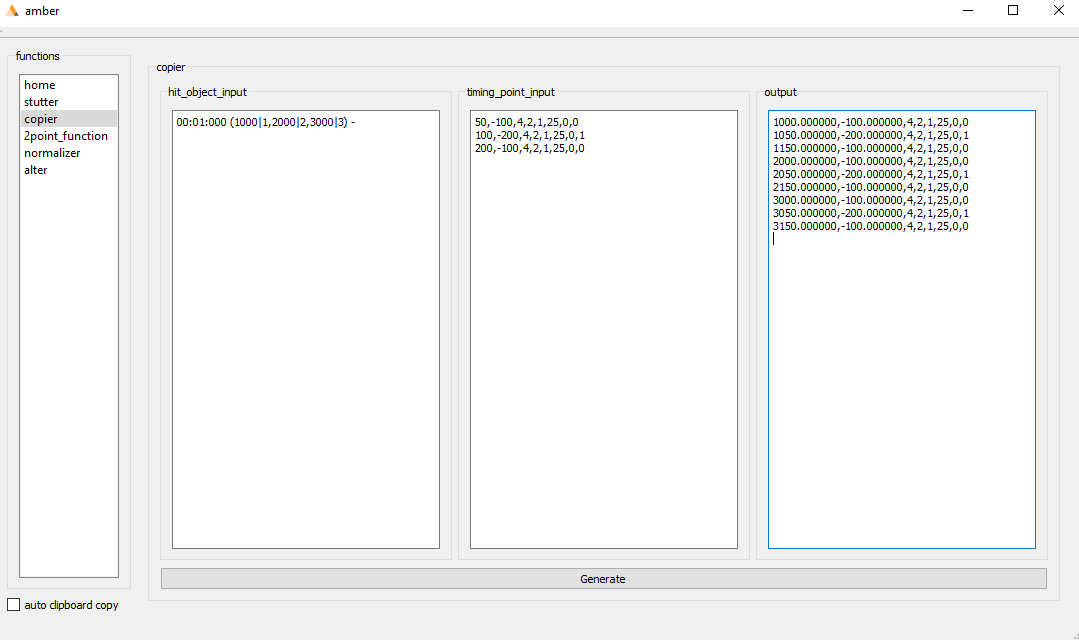 amber
functions
home
stutter
copier
2point_function
normalizer
alter
auto clipboard copy
copier
hit_object_input
00:01:000 (1000|1,2000|2,3000|3) -
timing_point_input
50,-100,4,2,1,25,0,0
100,-200,4,2,1,25,0,1
200,-100,4,2,1,25,0,0
output
1000.000000,-100.000000,4,2,1,25,0,0
1050.000000,-200.000000,4,2,1,25,0,1
1150.000000,-100.000000,4,2,1,25,0,0
2000.000000,-100.000000,4,2,1,25,0,0
2050.000000,-200.000000,4,2,1,25,0,1
2150.000000,-100.000000,4,2,1,25,0,0
3000.000000,-100.000000,4,2,1,25,0,0
3050.000000,-200.000000,4,2,1,25,0,1
3150.000000,-100.000000,4,2,1,25,0,0
Generate